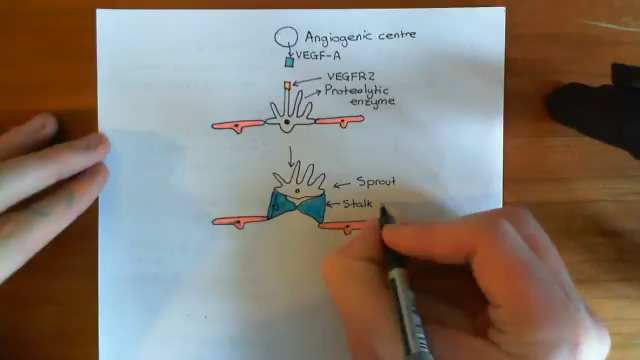 Angiogenic centre
VEGF-A
VEGFR2
Proteolytic
enzyme
Sprout
Stalk